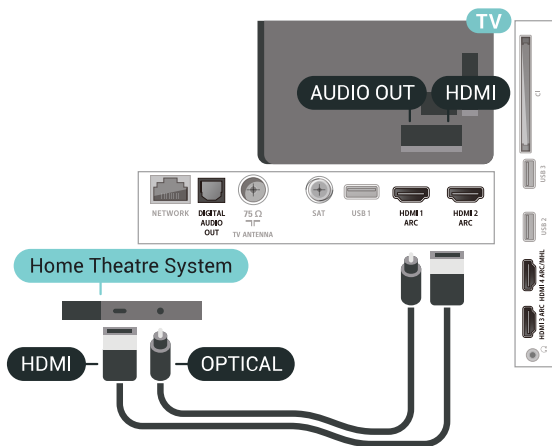 TV
AUDIO OUT
HDMI
NETWORK
DIGITAL
AUDIO
OUT
75 Ω
TV ANTENNA
SAT
USB 1
HDMI 1
ARC
HDMI 2
ARC
CI
USB 3
USB 2
HDMI 4 ARC/MHL
HDMI 3 ARC
Home Theatre System
HDMI
OPTICAL